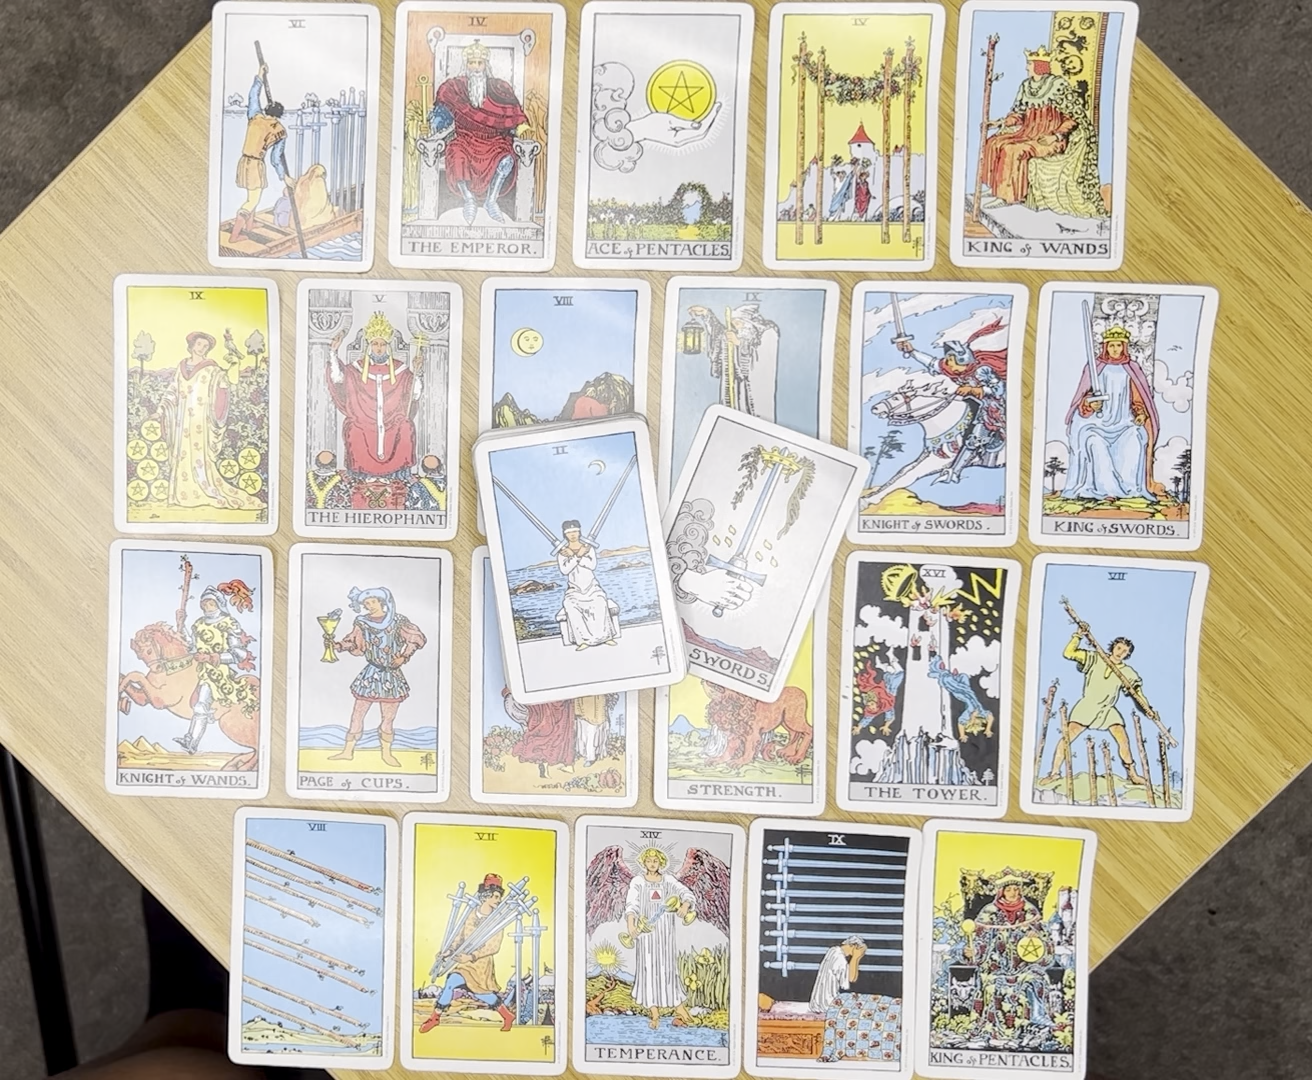 VI
IV
THE EMPEROR.
ACE of PENTACLES.
IV
KING of WANDS
IX
V
THE HIEROPHANT
VIII
IX
KNIGHT of SWORDS.
KING of SWORDS.
II
SWORDS.
KNIGHT of WANDS.
PAGE of CUPS.
STRENGTH.
XVI
THE TOWER.
VII
VIII
VII
XIV
TEMPERANCE.
IX
KING of PENTACLES.